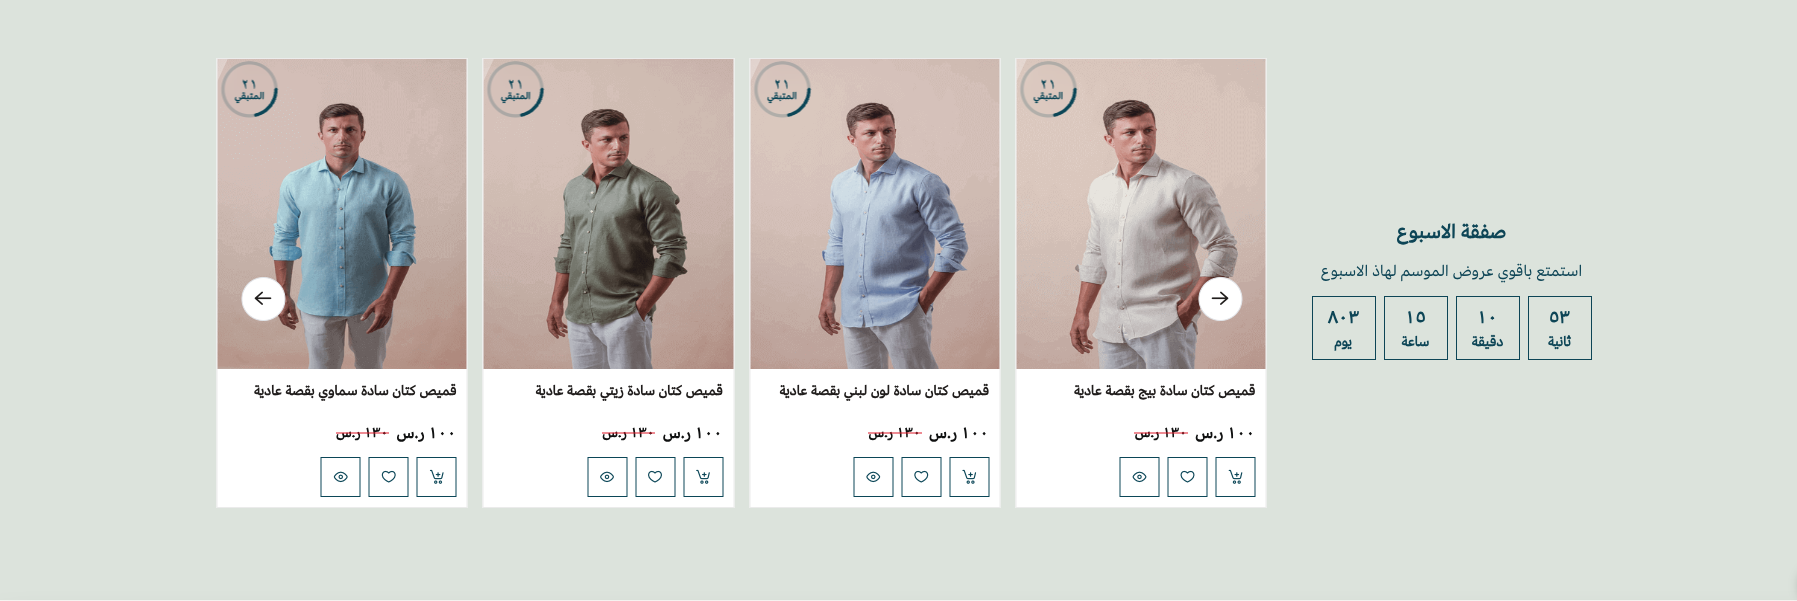 صفقة الاسبوع
استمتع باقوي عروض الموسم لهاذ الاسبوع
٥٣
ثانية
١٠
دقيقة
١٥
ساعة
٨٠٣
يوم
٢١
المتبقي
قميص كتان سادة بيج بقصة عادية
١٠٠ ر.س ١٣٠ ر.س
٢١
المتبقي
قميص كتان سادة لون لبني بقصة عادية
١٠٠ ر.س ١٣٠ ر.س
٢١
المتبقي
قميص كتان سادة زيتي بقصة عادية
١٠٠ ر.س ١٣٠ ر.س
٢١
المتبقي
قميص كتان سادة سماوي بقصة عادية
١٠٠ ر.س ١٣٠ ر.س